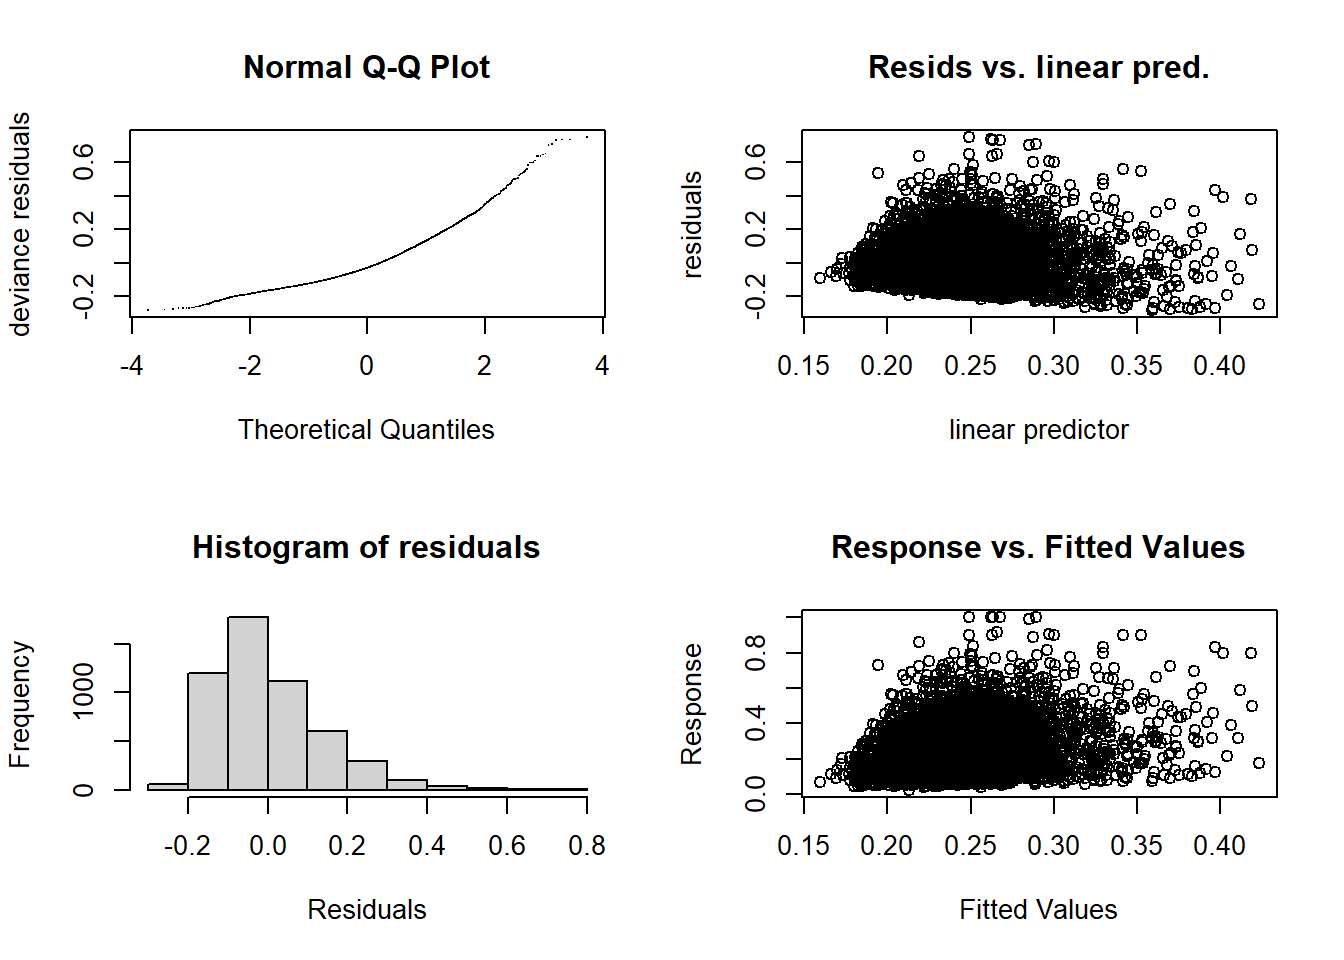 Normal Q-Q Plot
deviance residuals
-0.2 0.2 0.6
-4 -2 0 2 4
Theoretical Quantiles
Resids vs. linear pred.
residuals
-0.2 0.2 0.6
0.15 0.20 0.25 0.30 0.35 0.40
linear predictor
Histogram of residuals
Frequency
0 1000
-0.2 0.0 0.2 0.4 0.6 0.8
Residuals
Response vs. Fitted Values
Response
0.0 0.4 0.8
0.15 0.20 0.25 0.30 0.35 0.40
Fitted Values